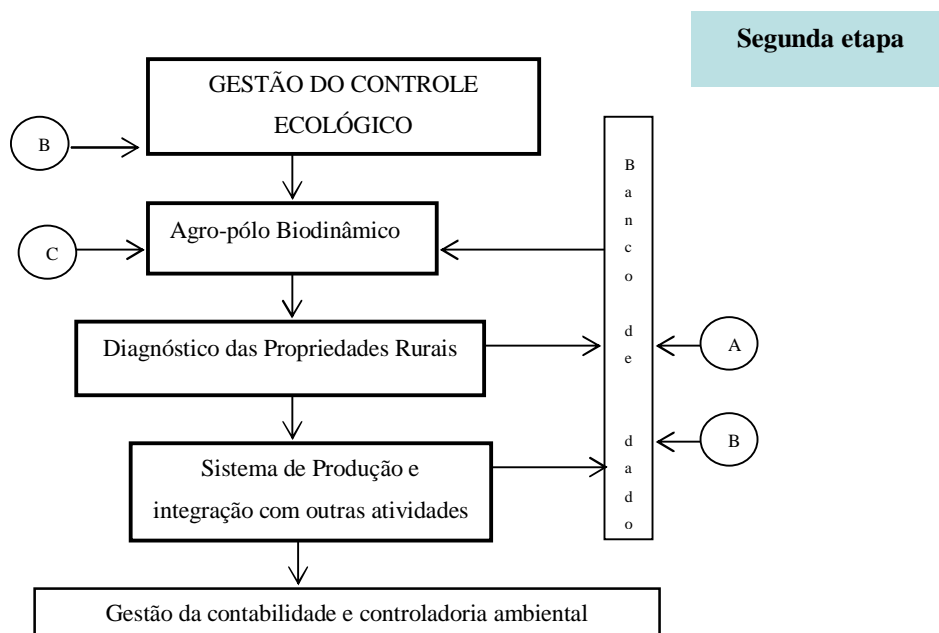 Segunda etapa
GESTÃO DO CONTROLE
ECOLÓGICO
B
Agro-pólo Biodinâmico
C
Diagnóstico das Propriedades Rurais
Sistema de Produção e
integração com outras atividades
Gestão da contabilidade e controladoria ambiental
Banco de dado
A
B